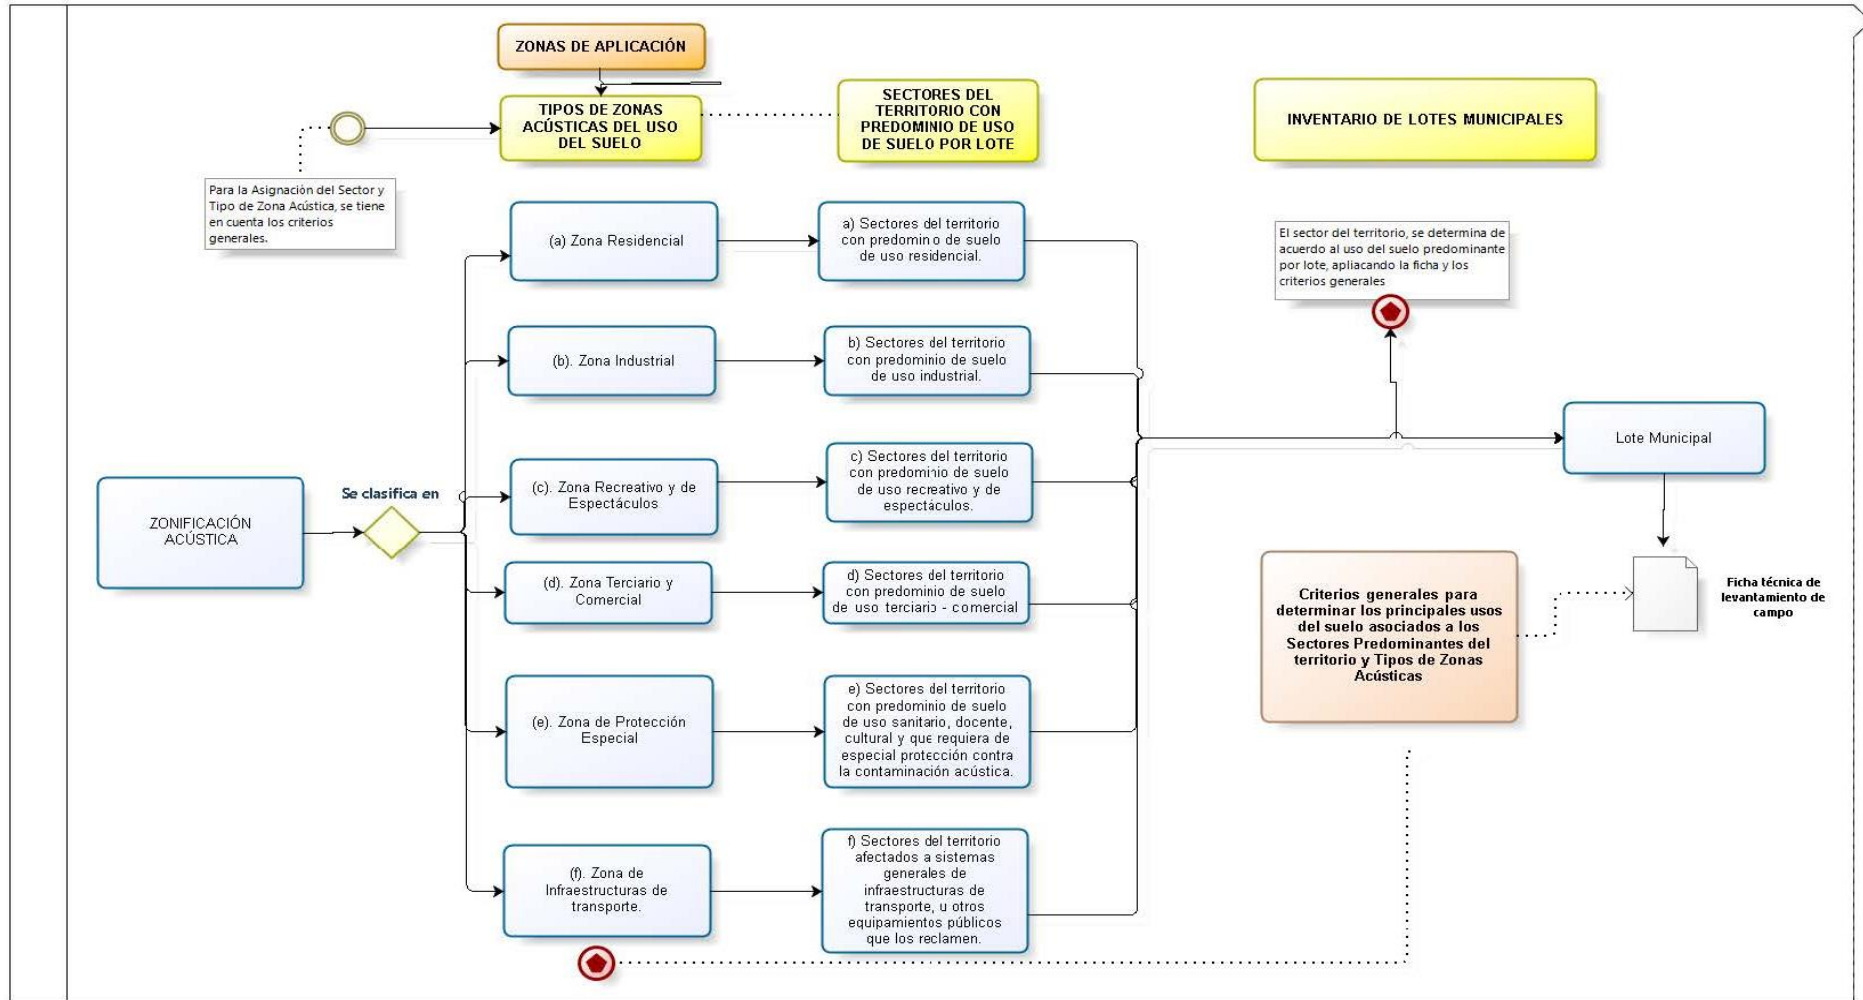 ZONAS DE APLICACIÓN
TIPOS DE ZONAS
ACÚSTICAS DEL USO
DEL SUELO
SECTORES DEL
TERRITORIO CON
PREDOMINIO DE USO
DE SUELO POR LOTE
INVENTARIO DE LOTES MUNICIPALES
Para la Asignación del Sector y
Tipo de Zona Acústica, se tiene
en cuenta los criterios
generales.
(a) Zona Residencial
a) Sectores del territorio
con predominio de suelo
de uso residencial.
El sector del territorio, se determina de
acuerdo al uso del suelo predominante
por lote, apliacando la ficha y los
criterios generales
(b). Zona Industrial
b) Sectores del territorio
con predominio de suelo
de uso industrial.
Lote Municipal
(c). Zona Recreativo y de
Espectáculos
c) Sectores del territorio
con predominio de suelo
de uso recreativo y de
espectáculos.
Se clasifica en
ZONIFICACIÓN
ACÚSTICA
(d). Zona Terciario y
Comercial
d) Sectores del territorio
con predominio de suelo
de uso terciario - comercial
Criterios generales para
determinar los principales usos
del suelo asociados a los
Sectores Predominantes del
territorio y Tipos de Zonas
Acústicas
Ficha técnica de
levantamiento de
campo
(e). Zona de Protección
Especial
e) Sectores del territorio
con predominio de suelo
de uso sanitario, docente,
cultural y que requiera de
especial protección contra
la contaminación acústica.
(f). Zona de
Infraestructuras de
transporte.
f) Sectores del territorio
afectados a sistemas
generales de
infraestructuras de
transporte, u otros
equipamientos públicos
que los reclamen.